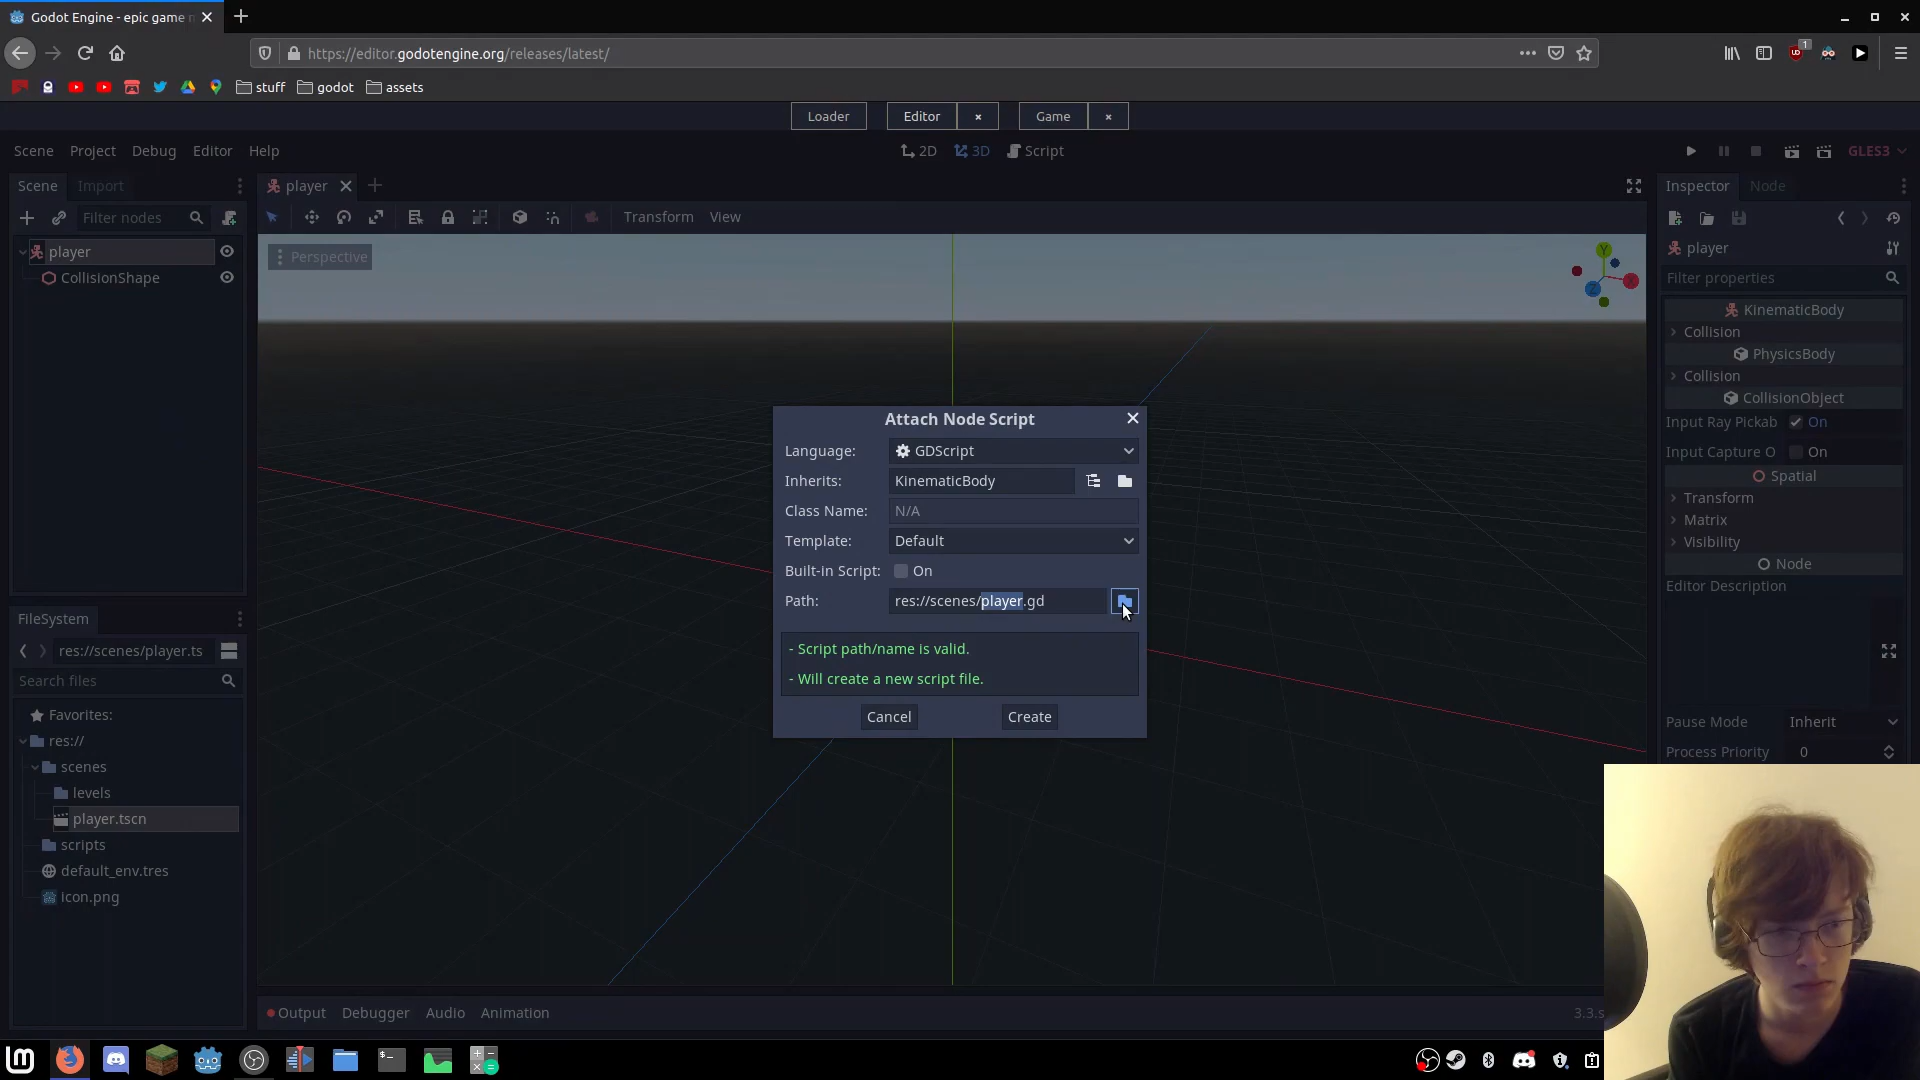 Godot Engine - epic game
https://editor.godotengine.org/releases/latest/
1
stuff
godot
assets
Loader
Editor
×
Game
×
Scene
Project
Debug
Editor
Help
2D
3D
Script
GLES3
Scene
Import
player
Inspector
Node
Filter nodes
Transform
View
player
CollisionShape
Perspective
Y
X
Z
player
Filter properties
KinematicBody
Collision
PhysicsBody
Collision
CollisionObject
Input Ray Pickab
On
Input Capture O
On
Spatial
Transform
Matrix
Visibility
Node
Editor Description
Pause Mode
Inherit
Process Priority
0
Attach Node Script
Language:
GDScript
Inherits:
KinematicBody
Class Name:
N/A
Template:
Default
Built-in Script:
On
Path:
res://scenes/player.gd
- Script path/name is valid.
- Will create a new script file.
Cancel
Create
FileSystem
res://scenes/player.ts
Search files
Favorites:
res://
scenes
levels
player.tscn
scripts
default_env.tres
icon.png
Output
Debugger
Audio
Animation
3.3.s